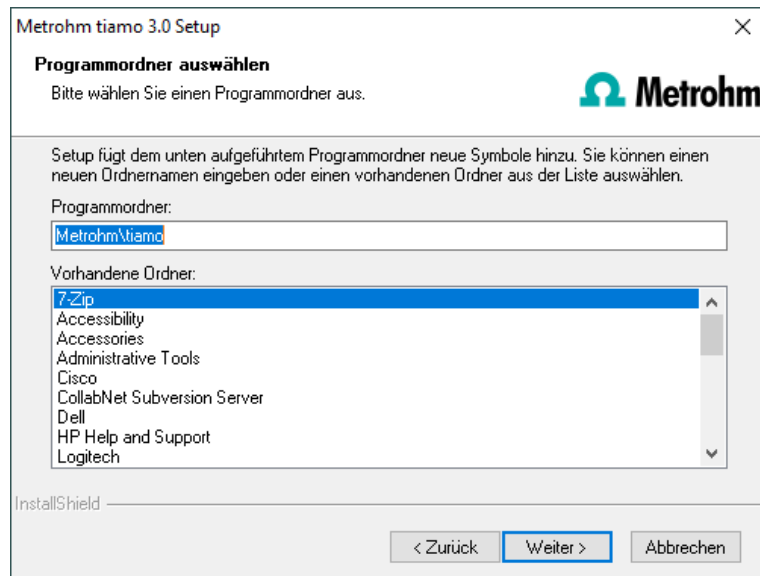 Metrohm tiamo 3.0 Setup
Programmordner auswählen
Bitte wählen Sie einen Programmordner aus.
Metrohm
Setup fügt dem unten aufgeführtem Programmordner neue Symbole hinzu. Sie können einen
neuen Ordnernamen eingeben oder einen vorhandenen Ordner aus der Liste auswählen.
Programmordner:
Metrohm\tiamo
Vorhandene Ordner:
7-Zip
Accessibility
Accessories
Administrative Tools
Cisco
CollabNet Subversion Server
Dell
HP Help and Support
Logitech
InstallShield
< Zurück
Weiter >
Abbrechen